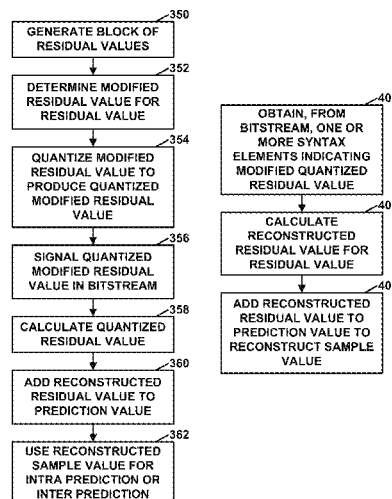 350
GENERATE BLOCK
OF RESIDUAL VALUES
352
DETERMINE MODIFIED
RESIDUAL VALUE FOR
RESIDUAL VALUE
354
QUANTIZE MODIFIED
RESIDUAL VALUE TO
PRODUCE QUANTIZED
MODIFIED RESIDUAL
VALUE
356
SIGNAL QUANTIZED
MODIFIED RESIDUAL
VALUE IN BITSTREAM
358
CALCULATE QUANTIZED
RESIDUAL VALUE
360
ADD RECONSTRUCTED
RESIDUAL VALUE TO
PREDICTION VALUE
362
USE RECONSTRUCTED
SAMPLE VALUE FOR
INTRA PREDICTION OR
INTER PREDICTION
40
OBTAIN, FROM
BITSTREAM, ONE OR
MORE SYNTAX
ELEMENTS INDICATING
MODIFIED QUANTIZED
RESIDUAL VALUE
40
CALCULATE
RECONSTRUCTED
RESIDUAL VALUE FOR
RESIDUAL VALUE
40
ADD RECONSTRUCTED
RESIDUAL VALUE TO
PREDICTION VALUE TO
RECONSTRUCT SAMPLE
VALUE